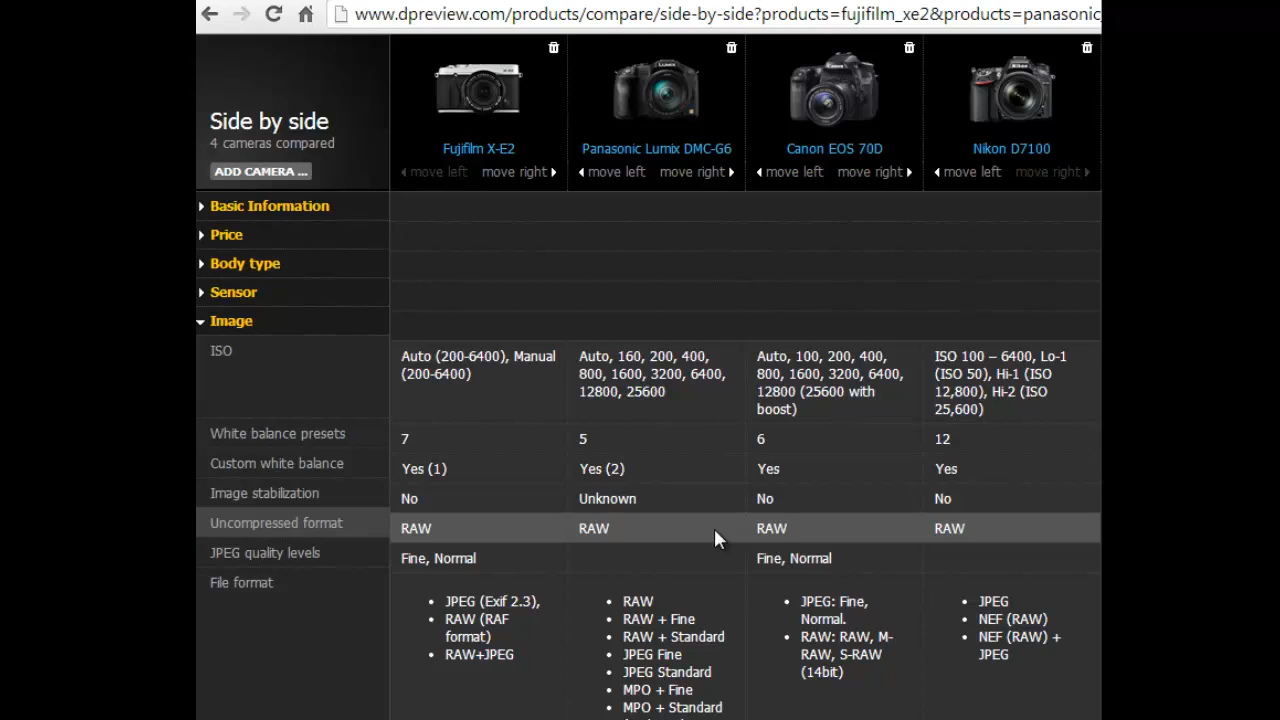 www.dpreview.com/products/compare/side-by-side?products=fujifilm_xe2&products=panasonic_
Side by side
4 cameras compared
ADD CAMERA ...
Fujifilm X-E2
Panasonic Lumix DMC-G6
Canon EOS 70D
Nikon D7100
move left move right
move left move right
move left move right
move left move right
Basic Information
Price
Body type
Sensor
Image
ISO
Auto (200-6400), Manual
(200-6400)
Auto, 160, 200, 400,
800, 1600, 3200, 6400,
12800, 25600
Auto, 100, 200, 400,
800, 1600, 3200, 6400,
12800 (25600 with
boost)
ISO 100 – 6400, Lo-1
(ISO 50), Hi-1 (ISO
12,800), Hi-2 (ISO
25,600)
White balance presets
7
5
6
12
Custom white balance
Yes (1)
Yes (2)
Yes
Yes
Image stabilization
No
Unknown
No
No
Uncompressed format
RAW
RAW
RAW
RAW
JPEG quality levels
Fine, Normal
Fine, Normal
File format
• JPEG (Exif 2.3),
• RAW (RAF
format)
• RAW+JPEG
• RAW
• RAW + Fine
• RAW + Standard
• JPEG Fine
• JPEG Standard
• MPO + Fine
• MPO + Standard
• JPEG: Fine,
Normal.
• RAW: RAW, M-
RAW, S-RAW
(14bit)
• JPEG
• NEF (RAW)
• NEF (RAW) +
JPEG